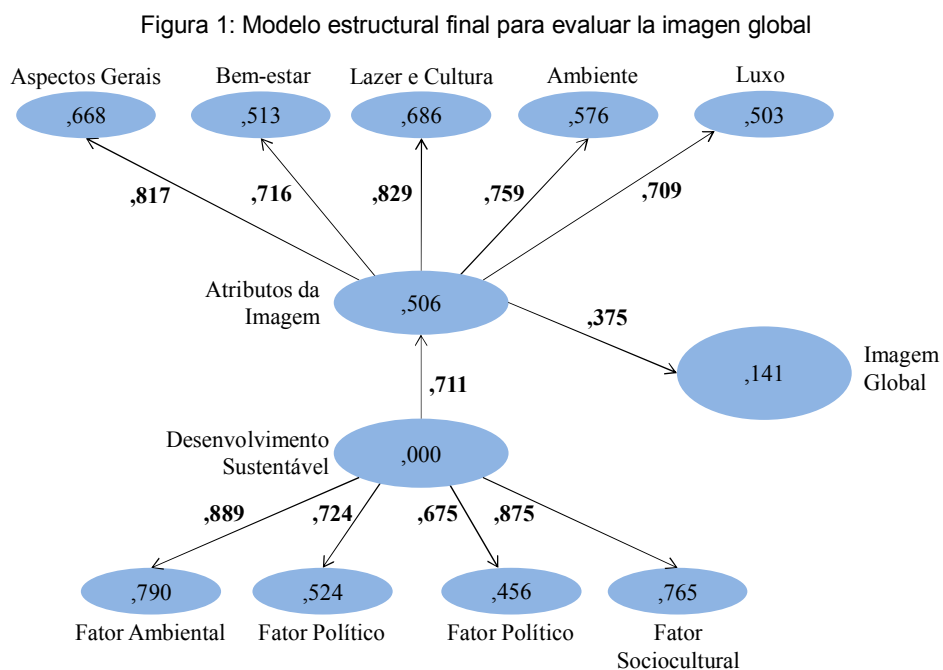 Figura 1: Modelo estructural final para evaluar la imagen global
Aspectos Gerais
Bem-estar
Lazer e Cultura
Ambiente
Luxo
,668
,513
,686
,576
,503
,817
,716
,829
,759
,709
Atributos da
Imagem
,506
,375
,141
Imagem
Global
,711
Desenvolvimento
Sustentável
,000
,889
,724
,675
,875
,790
,524
,456
,765
Fator Ambiental
Fator Político
Fator Político
Fator
Sociocultural